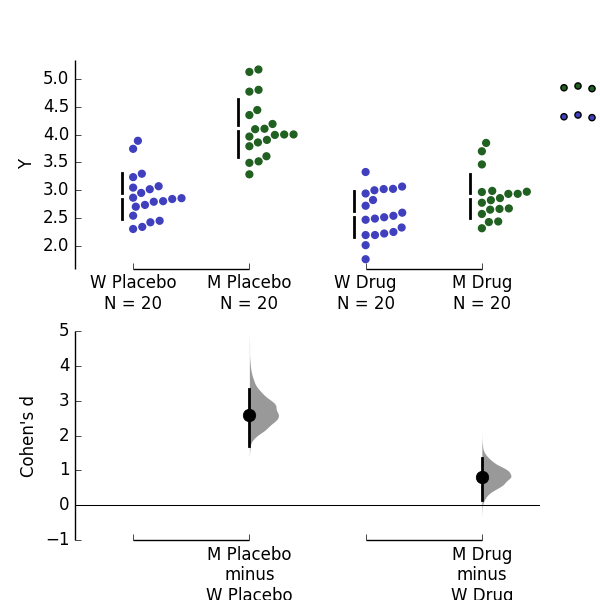 Y
5.0
4.5
4.0
3.5
3.0
2.5
2.0
W Placebo
N = 20
M Placebo
N = 20
W Drug
N = 20
M Drug
N = 20
Cohen's d
5
4
3
2
1
0
−1
M Placebo
minus
W Placebo
M Drug
minus
W Drug